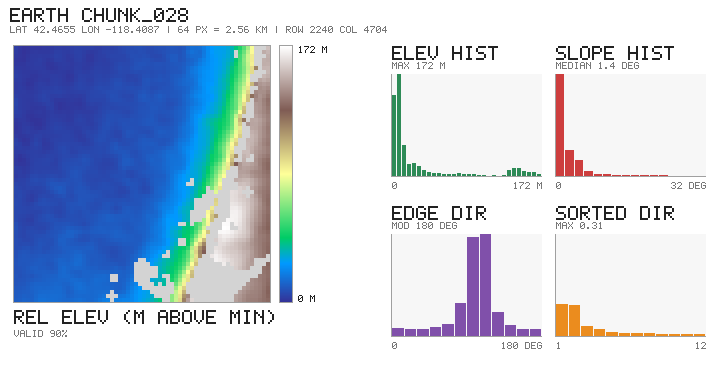 EARTH CHUNK_028
LAT 42.4655 LON -118.4087 | 64 PX = 2.56 KM | ROW 2240 COL 4704
172 M
0 M
REL ELEV (M ABOVE MIN)
VALID 90%
ELEV HIST
MAX 172 M
0 172 M
SLOPE HIST
MEDIAN 1.4 DEG
0 32 DEG
EDGE DIR
MOD 180 DEG
0 180 DEG
SORTED DIR
MAX 0.31
1 12